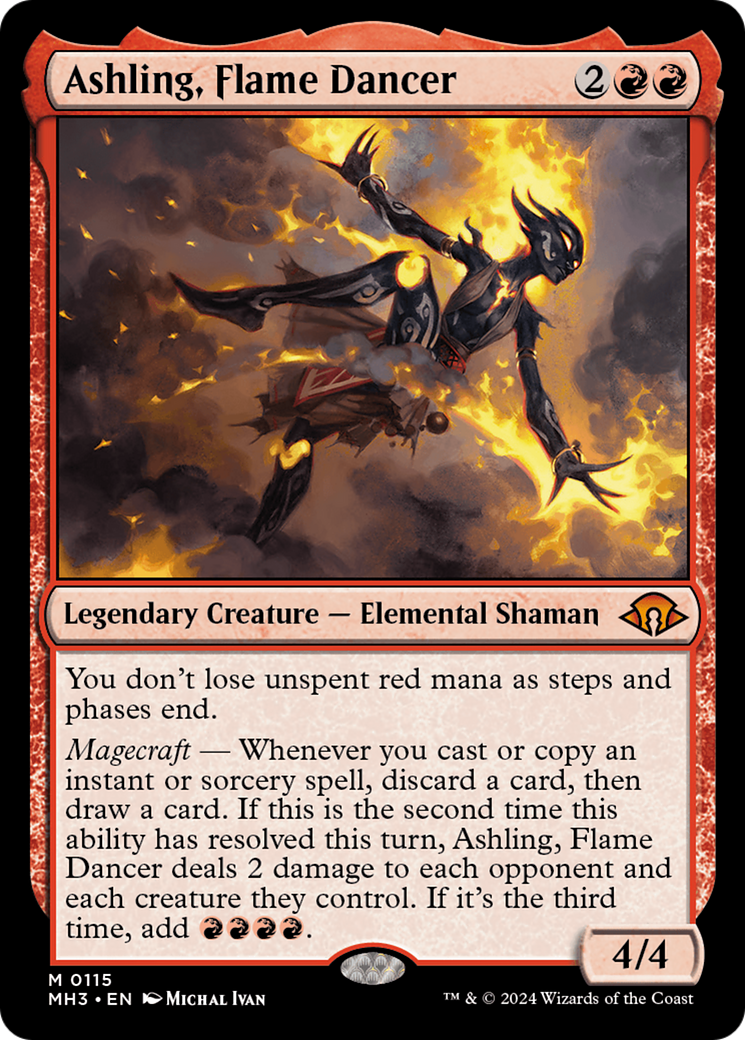 Ashling, Flame Dancer 2
Legendary Creature — Elemental Shaman
You don't lose unspent red mana as steps and
phases end.
Magecraft — Whenever you cast or copy an
instant or sorcery spell, discard a card, then
draw a card. If this is the second time this
ability has resolved this turn, Ashling, Flame
Dancer deals 2 damage to each opponent and
each creature they control. If it's the third
time, add .
4/4
M 0115
MH3 • EN Michal Ivan
™ & © 2024 Wizards of the Coast